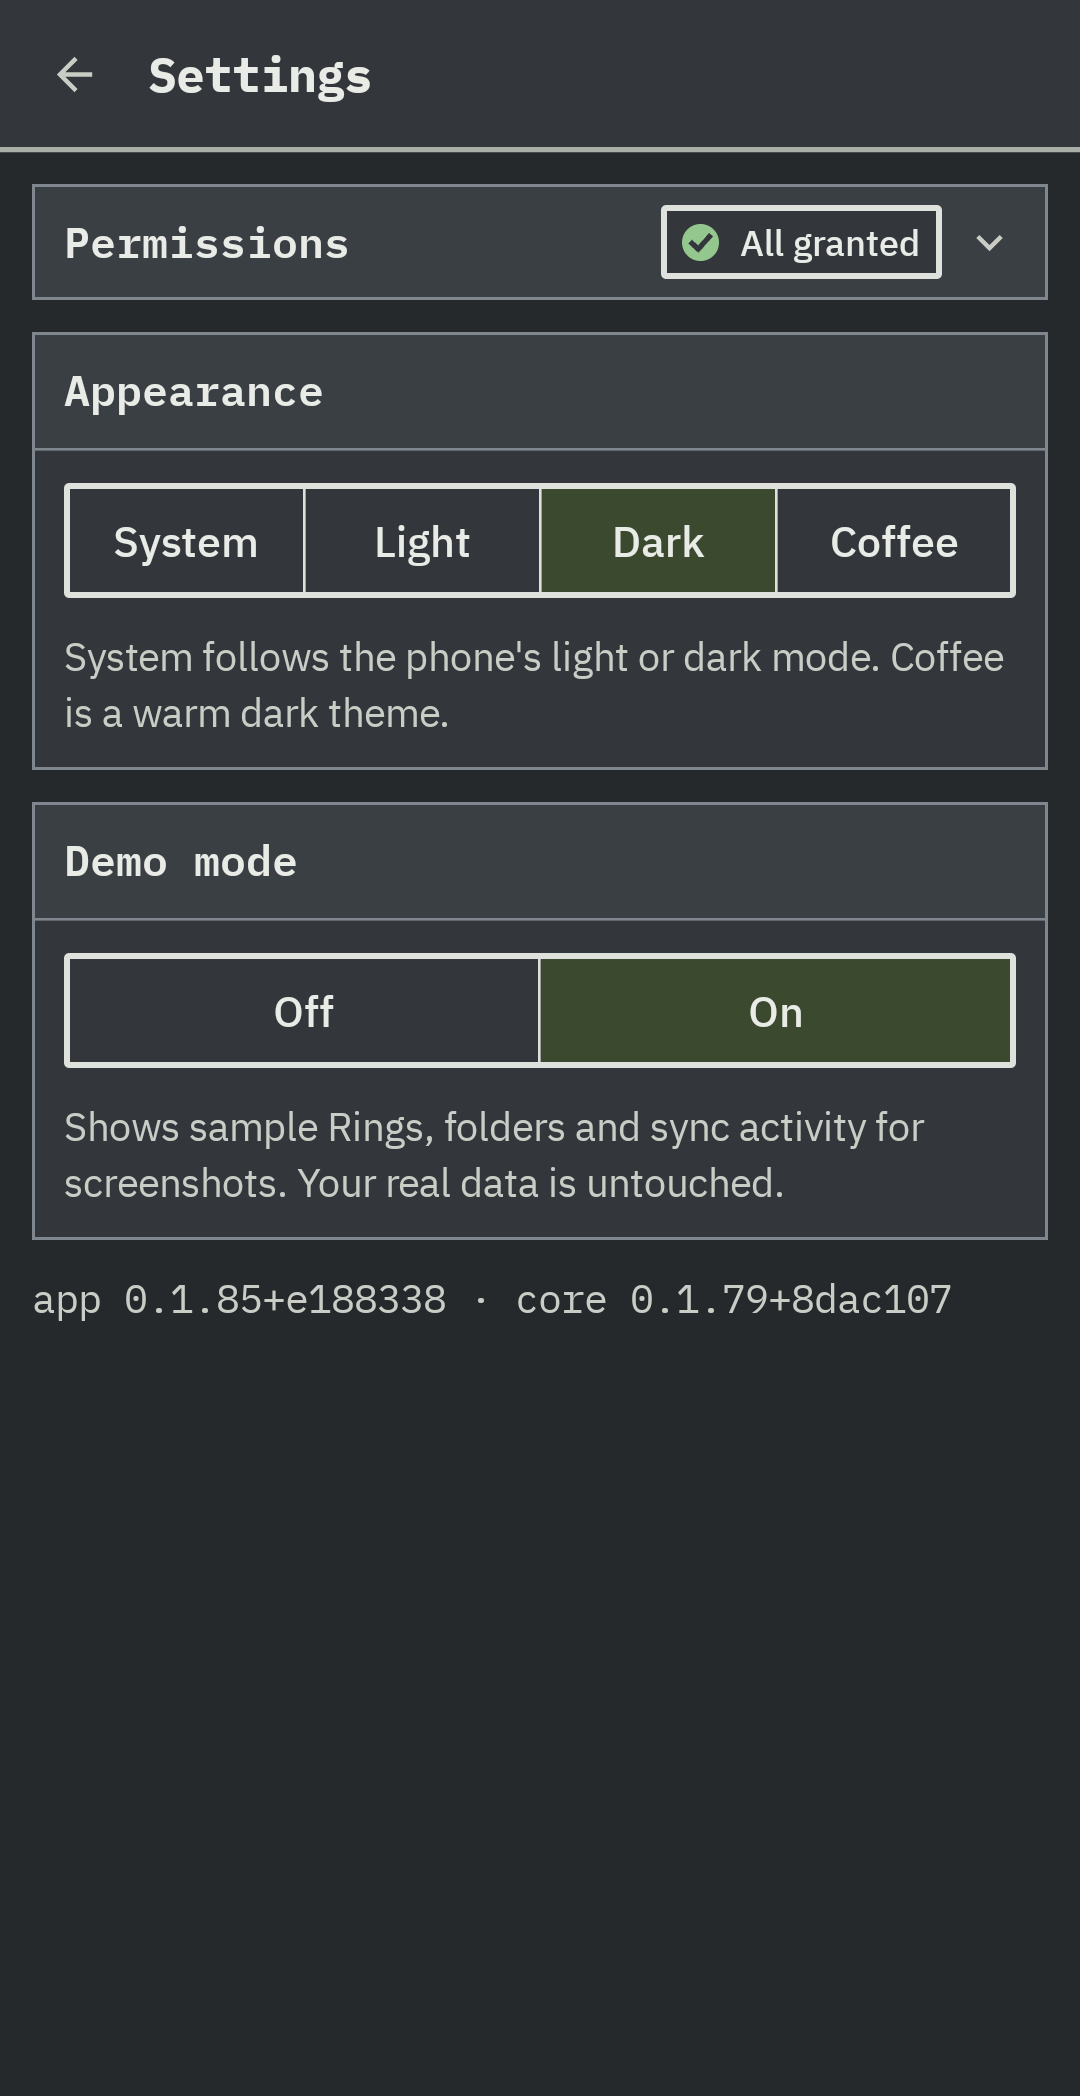 Settings
Permissions
All granted
Appearance
System
Light
Dark
Coffee
System follows the phone's light or dark mode. Coffee
is a warm dark theme.
Demo mode
Off
On
Shows sample Rings, folders and sync activity for
screenshots. Your real data is untouched.
app 0.1.85+e188338 · core 0.1.79+8dac107